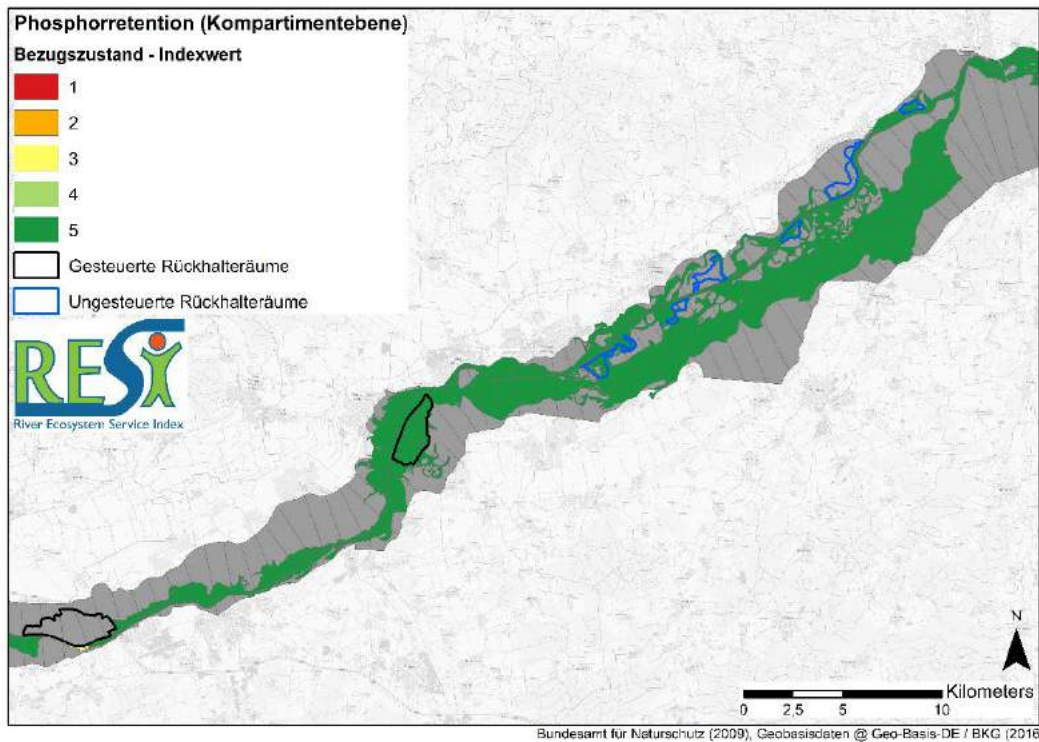 Phosphorretention (Kompartimentebene)
Bezugszustand - Indexwert
1
2
3
4
5
Gesteuerte Rückhalteräume
Ungesteuerte Rückhalteräume
RESI
River Ecosystem Service Index
N
Kilometers
0 2,5 5 10
Bundesamt für Naturschutz (2009), Geobasisdaten @ Geo-Basis-DE / BKG (2016